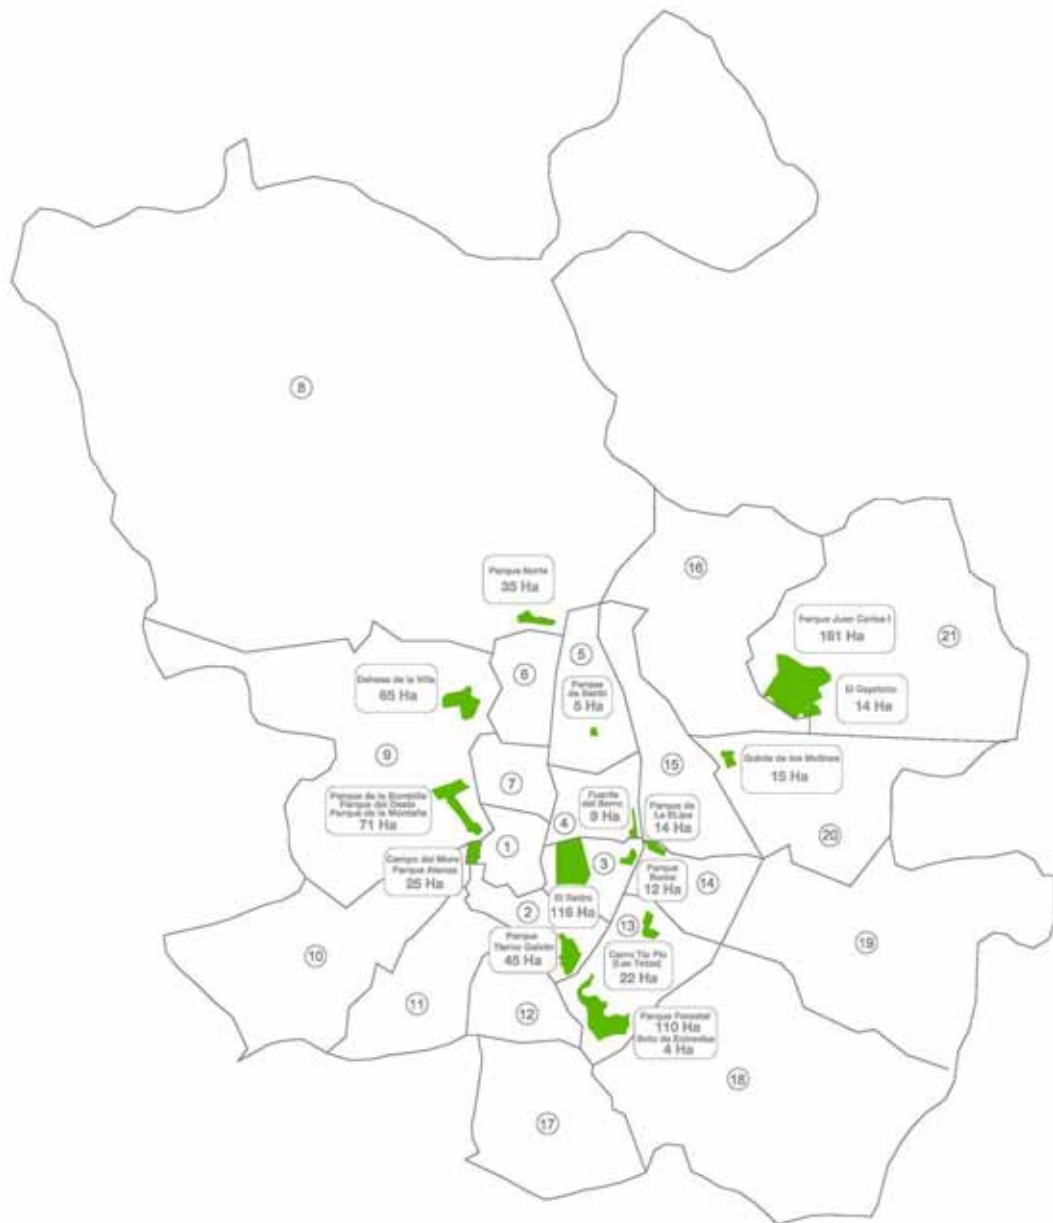 8
Parque Norte
35 Ha
16
5
6
Parque Juan Carlos I
161 Ha
21
Dehesa de la Villa
65 Ha
Parque
de Berlín
5 Ha
El Capricho
14 Ha
9
7
15
Quinta de los Molinos
15 Ha
Parque de la Bombilla
Parque del Oeste
Parque de la Montaña
71 Ha
Fuente
del Berro
9 Ha
Parque de
La Elipa
14 Ha
4
20
1
Campo del Moro
Parque Atenas
25 Ha
3
Parque
12 Ha
14
2
El Retiro
116 Ha
13
19
10
Parque
Tierno Galván
45 Ha
Cerro Tío Pío
(Las Tetas)
22 Ha
11
12
Parque Forestal
110 Ha
Soto de Entrevías
4 Ha
18
17